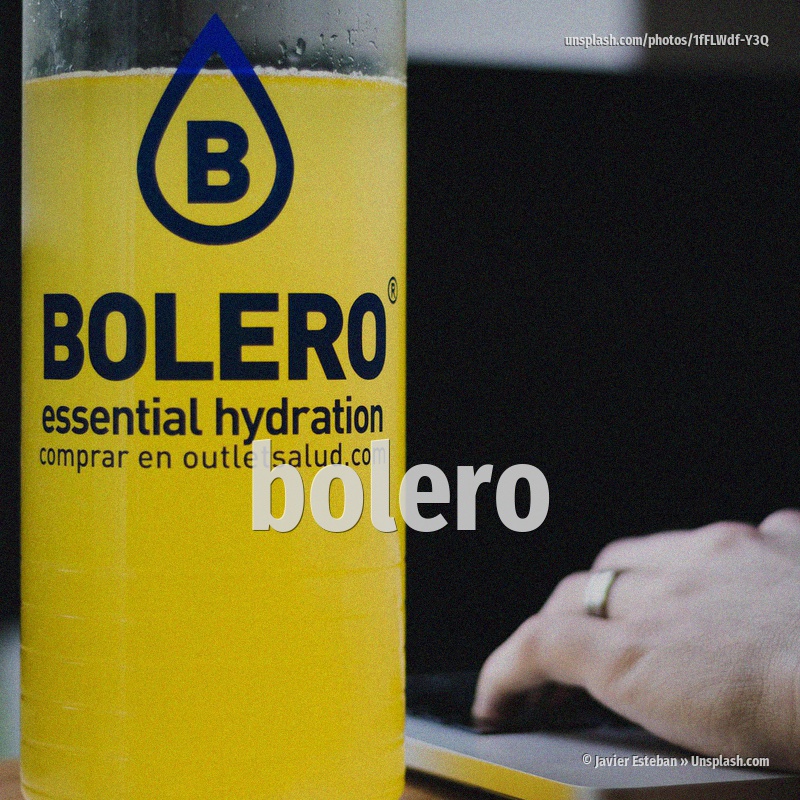 unsplash.com/photos/1fFLWdf-Y3Q
B
BOLERO®
essential hydration
comprar en outletsalud.com
bolero
© Javier Esteban » Unsplash.com